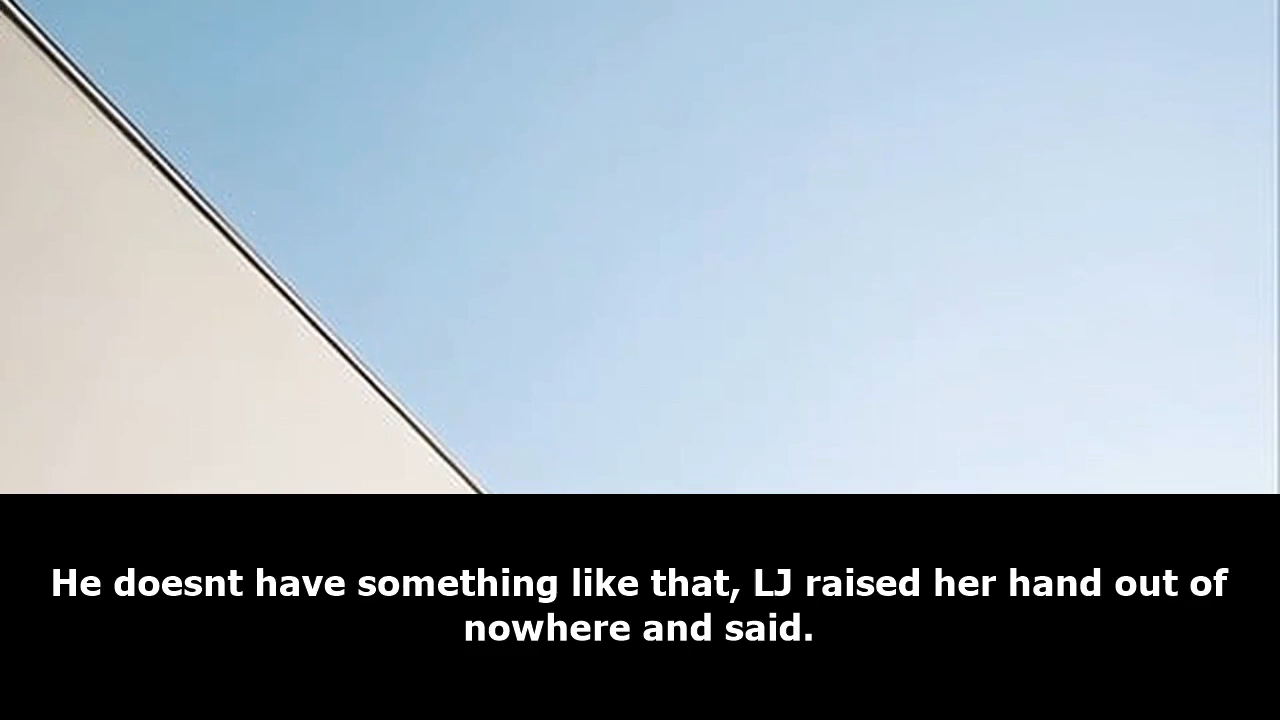 He doesnt have something like that, LJ raised her hand out of
nowhere and said.